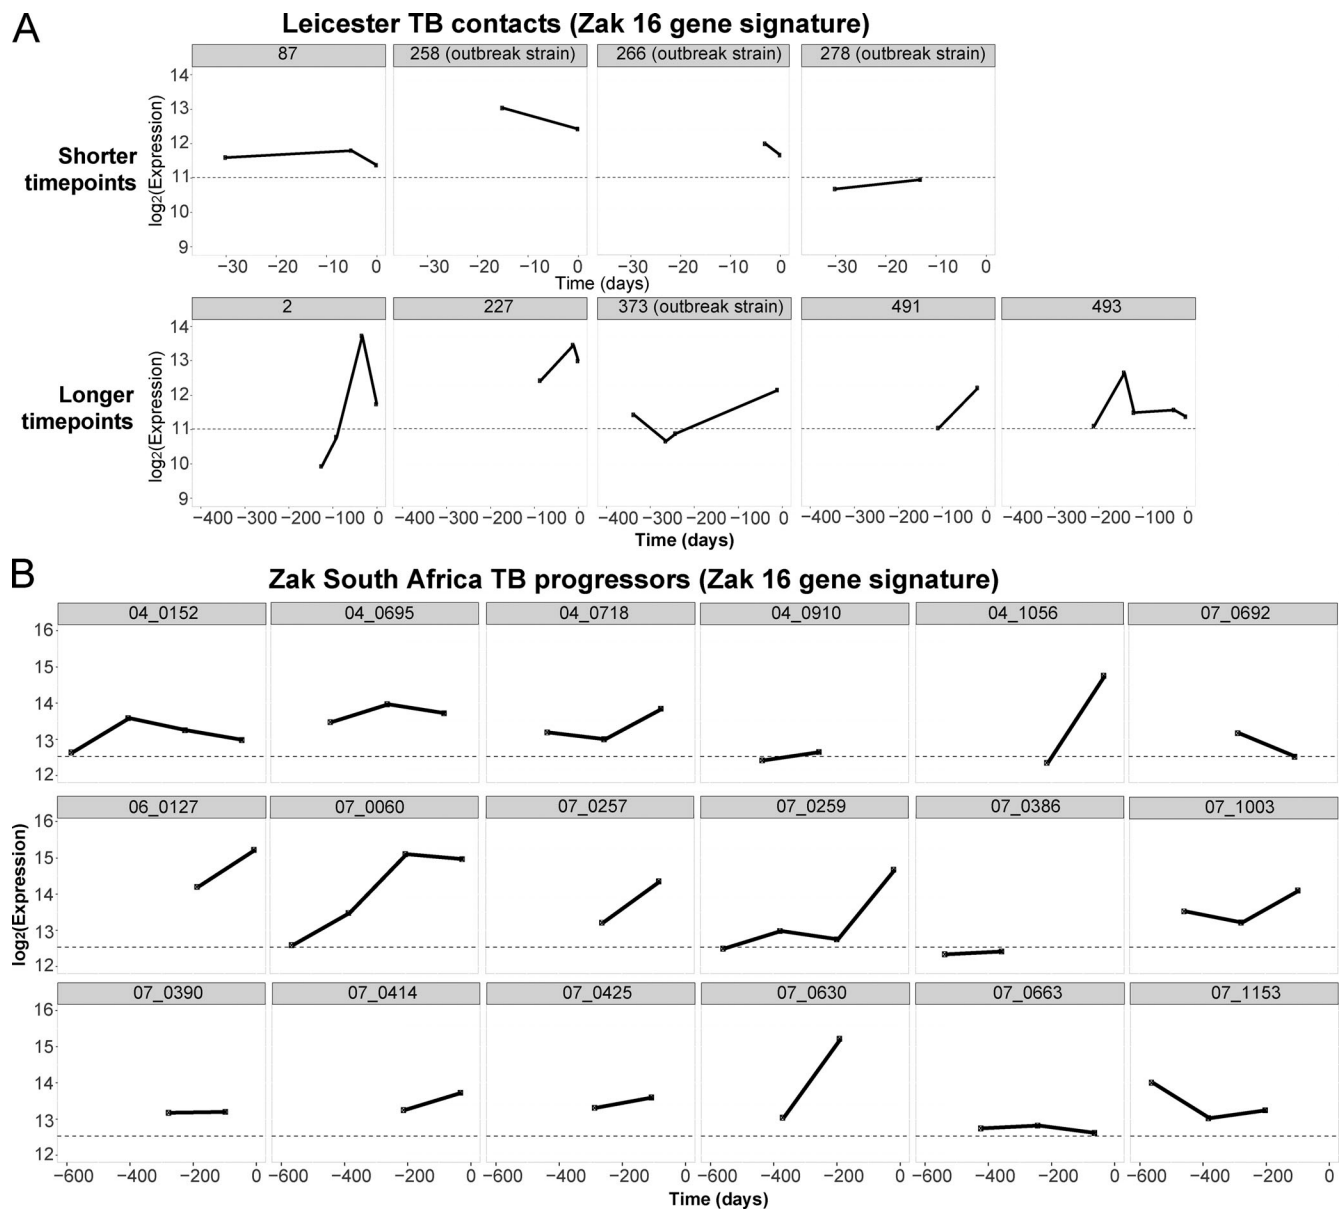 A
Leicester TB contacts (Zak 16 gene signature)
87
258 (outbreak strain)
266 (outbreak strain)
278 (outbreak strain)
Shorter timepoints
log2(Expression)
14
13
12
11
10
9
−30 −20 −10 0
−30 −20 −10 0
−30 −20 −10 0
−30 −20 −10 0
Time (days)
2
227
373 (outbreak strain)
491
493
Longer timepoints
log2(Expression)
14
13
12
11
10
9
−400 −300 −200 −100 0
−400 −300 −200 −100 0
−400 −300 −200 −100 0
−400 −300 −200 −100 0
−400 −300 −200 −100 0
Time (days)
B
Zak South Africa TB progressors (Zak 16 gene signature)
04_0152
04_0695
04_0718
04_0910
04_1056
07_0692
16
15
14
13
12
06_0127
07_0060
07_0257
07_0259
07_0386
07_1003
log2(Expression)
16
15
14
13
12
07_0390
07_0414
07_0425
07_0630
07_0663
07_1153
16
15
14
13
12
−600 −400 −200 0
−600 −400 −200 0
−600 −400 −200 0
−600 −400 −200 0
−600 −400 −200 0
−600 −400 −200 0
Time (days)